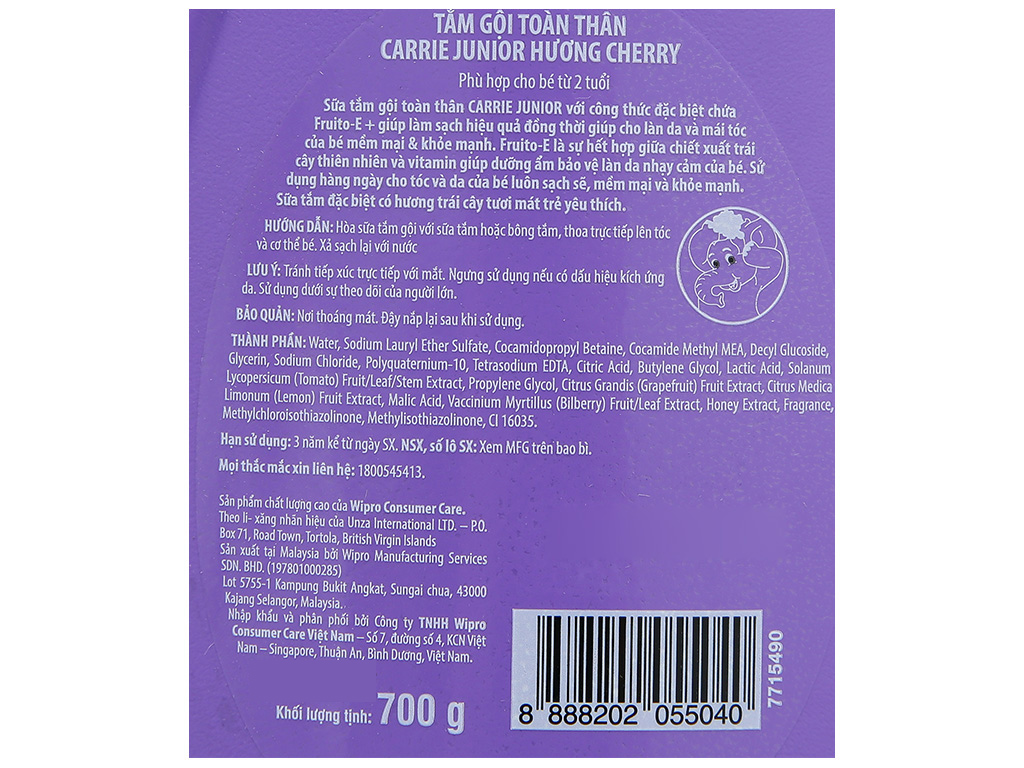 TẮM GỘI TOÀN THÂN
CARRIE JUNIOR HƯƠNG CHERRY
Phù hợp cho bé từ 2 tuổi
Sữa tắm gội toàn thân CARRIE JUNIOR với công thức đặc biệt chứa
Fruito-E + giúp làm sạch hiệu quả đồng thời giúp cho làn da và mái tóc
của bé mềm mại & khỏe mạnh. Fruito-E là sự hết hợp giữa chiết xuất trái
cây thiên nhiên và vitamin giúp dưỡng ẩm bảo vệ làn da nhạy cảm của bé. Sử
dụng hàng ngày cho tóc và da của bé luôn sạch sẽ, mềm mại và khỏe mạnh.
Sữa tắm đặc biệt có hương trái cây tươi mát trẻ yêu thích.
HƯỚNG DẪN: Hòa sữa tắm gội với sữa tắm hoặc bông tắm, thoa trực tiếp lên tóc
và cơ thể bé. Xả sạch lại với nước
LƯU Ý: Tránh tiếp xúc trực tiếp với mắt. Ngưng sử dụng nếu có dấu hiệu kích ứng
da. Sử dụng dưới sự theo dõi của người lớn.
BẢO QUẢN: Nơi thoáng mát. Đậy nắp lại sau khi sử dụng.
THÀNH PHẦN: Water, Sodium Lauryl Ether Sulfate, Cocamidopropyl Betaine, Cocamide Methyl MEA, Decyl Glucoside,
Glycerin, Sodium Chloride, Polyquaternium-10, Tetrasodium EDTA, Citric Acid, Butylene Glycol, Lactic Acid, Solanum
Lycopersicum (Tomato) Fruit/Leaf/Stem Extract, Propylene Glycol, Citrus Grandis (Grapefruit) Fruit Extract, Citrus Medica
Limonum (Lemon) Fruit Extract, Malic Acid, Vaccinium Myrtillus (Bilberry) Fruit/Leaf Extract, Honey Extract, Fragrance,
Methylchloroisothiazolinone, Methylisothiazolinone, CI 16035.
Hạn sử dụng: 3 năm kể từ ngày SX. NSX, số lô SX: Xem MFG trên bao bì.
Mọi thắc mắc xin liên hệ: 1800545413.
Sản phẩm chất lượng cao của Wipro Consumer Care.
Theo li- xăng nhãn hiệu của Unza International LTD. – P.O.
Box 71, Road Town, Tortola, British Virgin Islands
Sản xuất tại Malaysia bởi Wipro Manufacturing Services
SDN. BHD. (197801000285)
Lot 5755-1 Kampung Bukit Angkat, Sungai chua, 43000
Kajang Selangor, Malaysia.
Nhập khẩu và phân phối bởi Công ty TNHH Wipro
Consumer Care Việt Nam – Số 7, đường số 4, KCN Việt
Nam – Singapore, Thuận An, Bình Dương, Việt Nam.
Khối lượng tịnh: 700 g
8 888202 055040
7715490